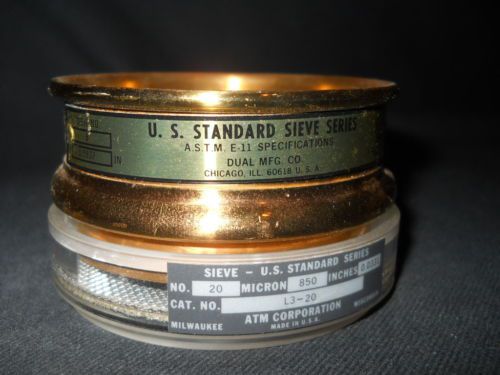 U. S. STANDARD SIEVE SERIES
A.S.T.M. E-11 SPECIFICATIONS
DUAL MFG. CO.
CHICAGO, ILL. 60618 U. S. A.
IN
SIEVE - U.S. STANDARD SERIES
NO. 20 MICRON 850 INCHES
CAT. NO. L3-20
ATM CORPORATION
MILWAUKEE MADE IN U.S.A. WISCONSIN